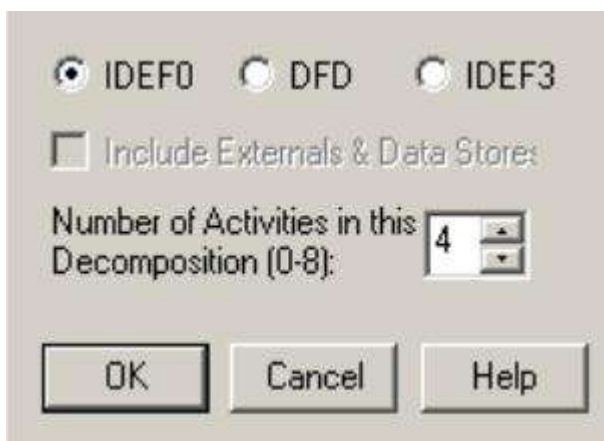 IDEF0 DFD IDEF3
Include Externals & Data Stores
Number of Activities in this
Decomposition (0-8):
4
OK Cancel Help